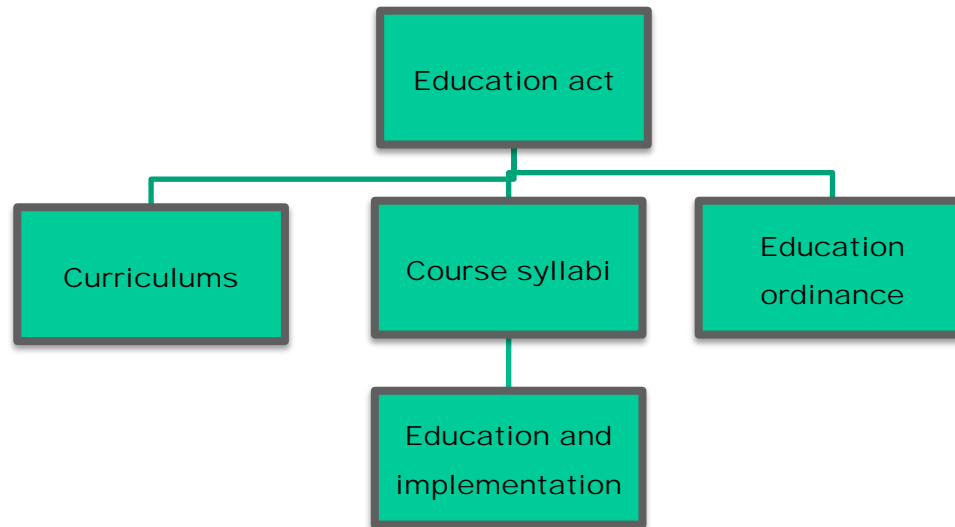 Education act
Curriculums
Course syllabi
Education
ordinance
Education and
implementation